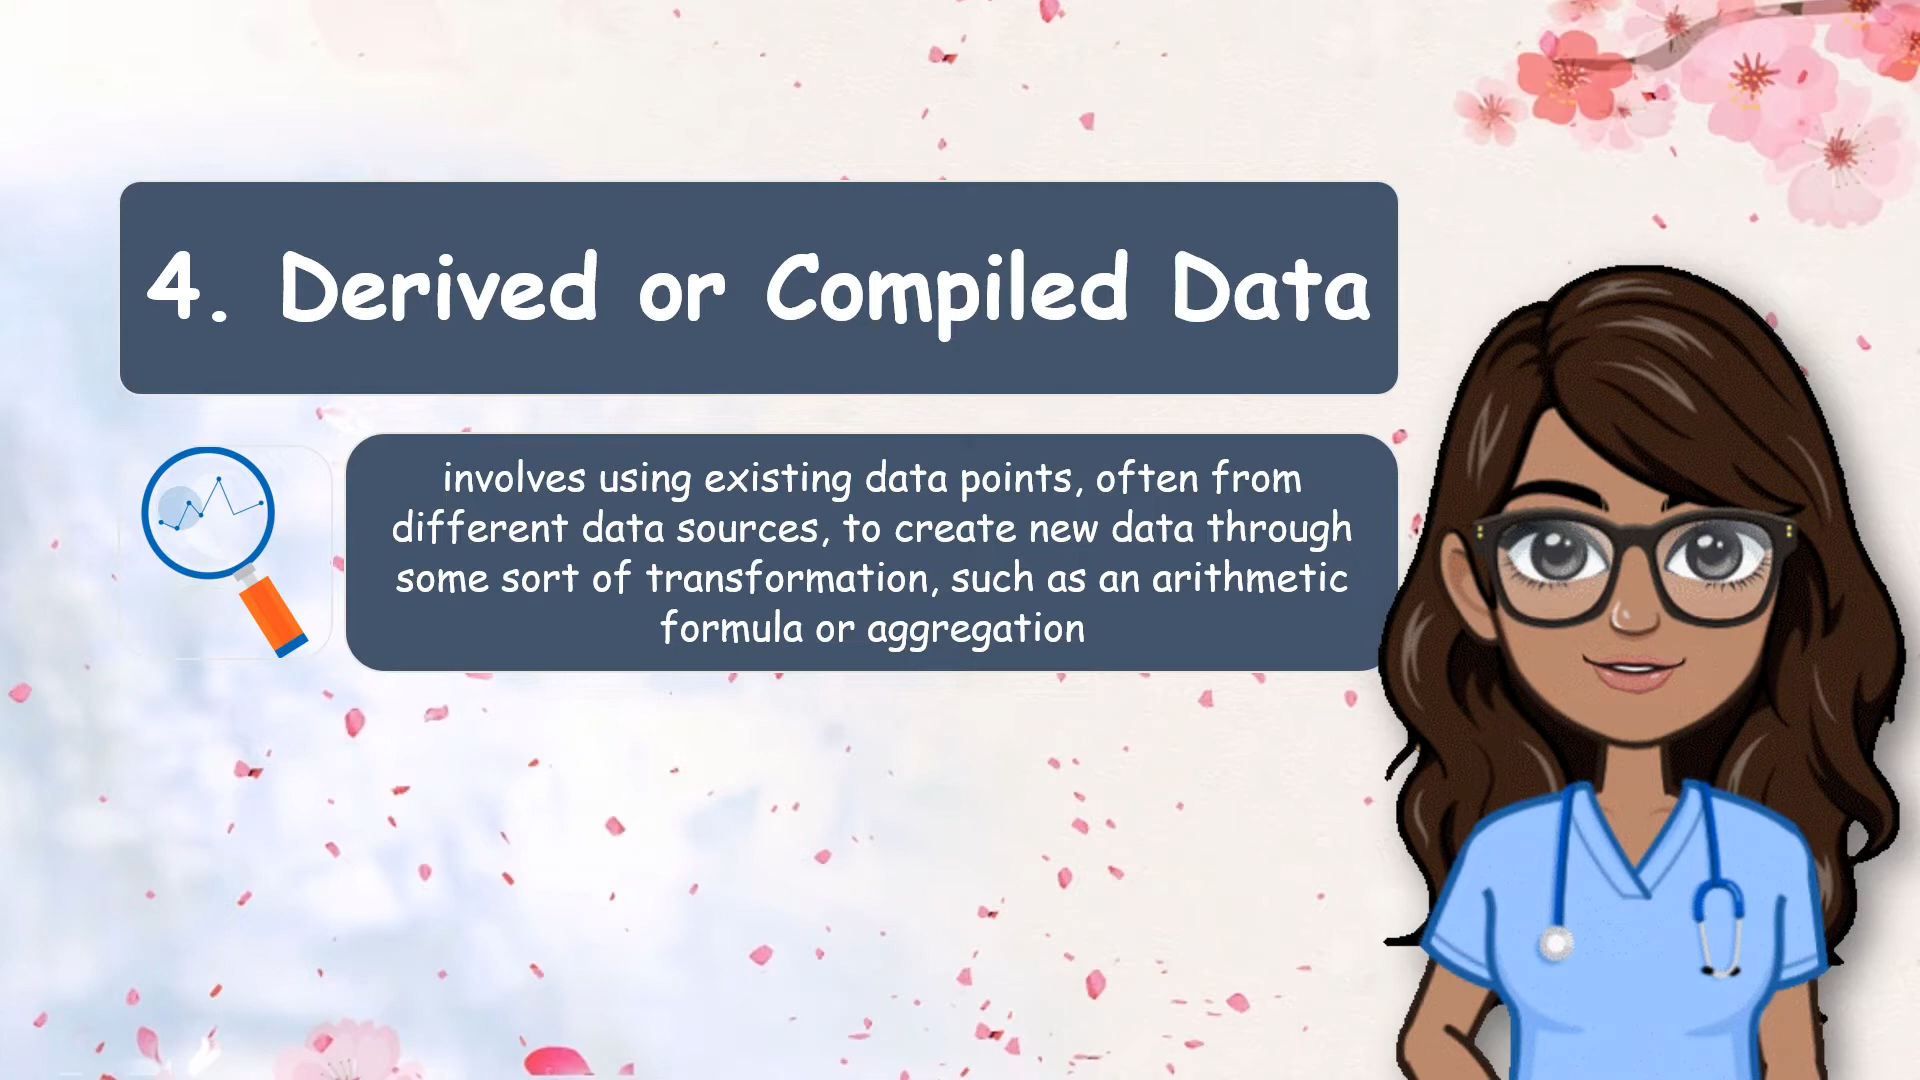 4. Derived or Compiled Data
involves using existing data points, often from
different data sources, to create new data through
some sort of transformation, such as an arithmetic
formula or aggregation